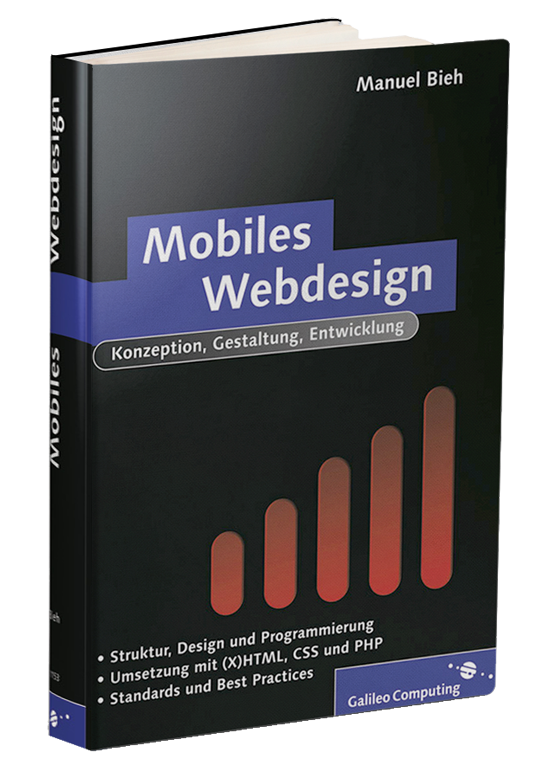 Manuel Bieh
Mobiles
Webdesign
Konzeption, Gestaltung, Entwicklung
• Struktur, Design und Programmierung
• Umsetzung mit (X)HTML, CSS und PHP
• Standards und Best Practices
Galileo Computing
Mobiles Webdesign
Bieh